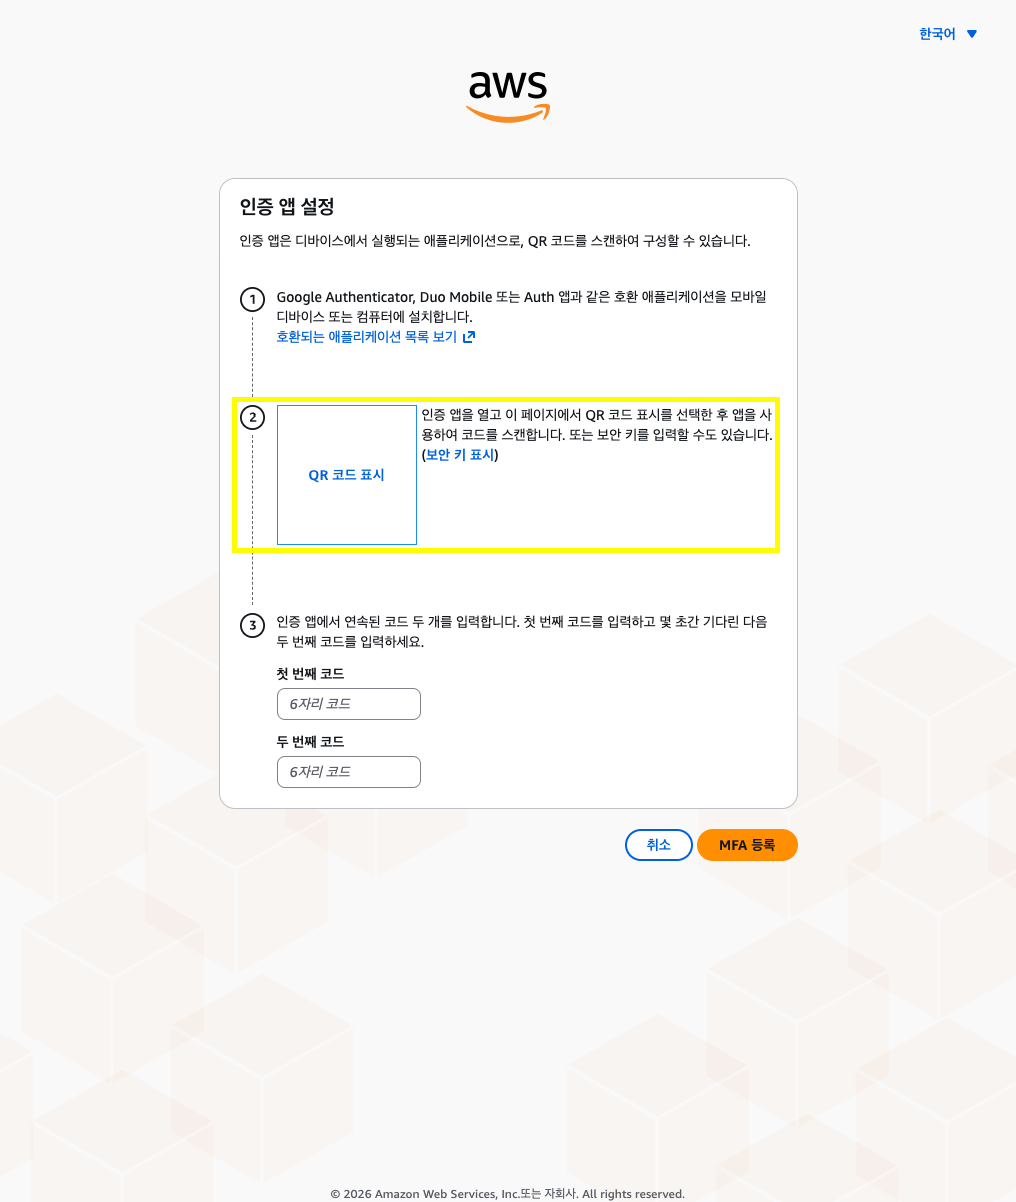 한국어
aws
인증 앱 설정
인증 앱은 디바이스에서 실행되는 애플리케이션으로, QR 코드를 스캔하여 구성할 수 있습니다.
1
Google Authenticator, Duo Mobile 또는 Auth 앱과 같은 호환 애플리케이션을 모바일
디바이스 또는 컴퓨터에 설치합니다.
호환되는 애플리케이션 목록 보기
2
QR 코드 표시
인증 앱을 열고 이 페이지에서 QR 코드 표시를 선택한 후 앱을 사
용하여 코드를 스캔합니다. 또는 보안 키를 입력할 수도 있습니다.
(보안 키 표시)
3
인증 앱에서 연속된 코드 두 개를 입력합니다. 첫 번째 코드를 입력하고 몇 초간 기다린 다음
두 번째 코드를 입력하세요.
첫 번째 코드
6자리 코드
두 번째 코드
6자리 코드
취소
MFA 등록
© 2026 Amazon Web Services, Inc.또는 자회사. All rights reserved.